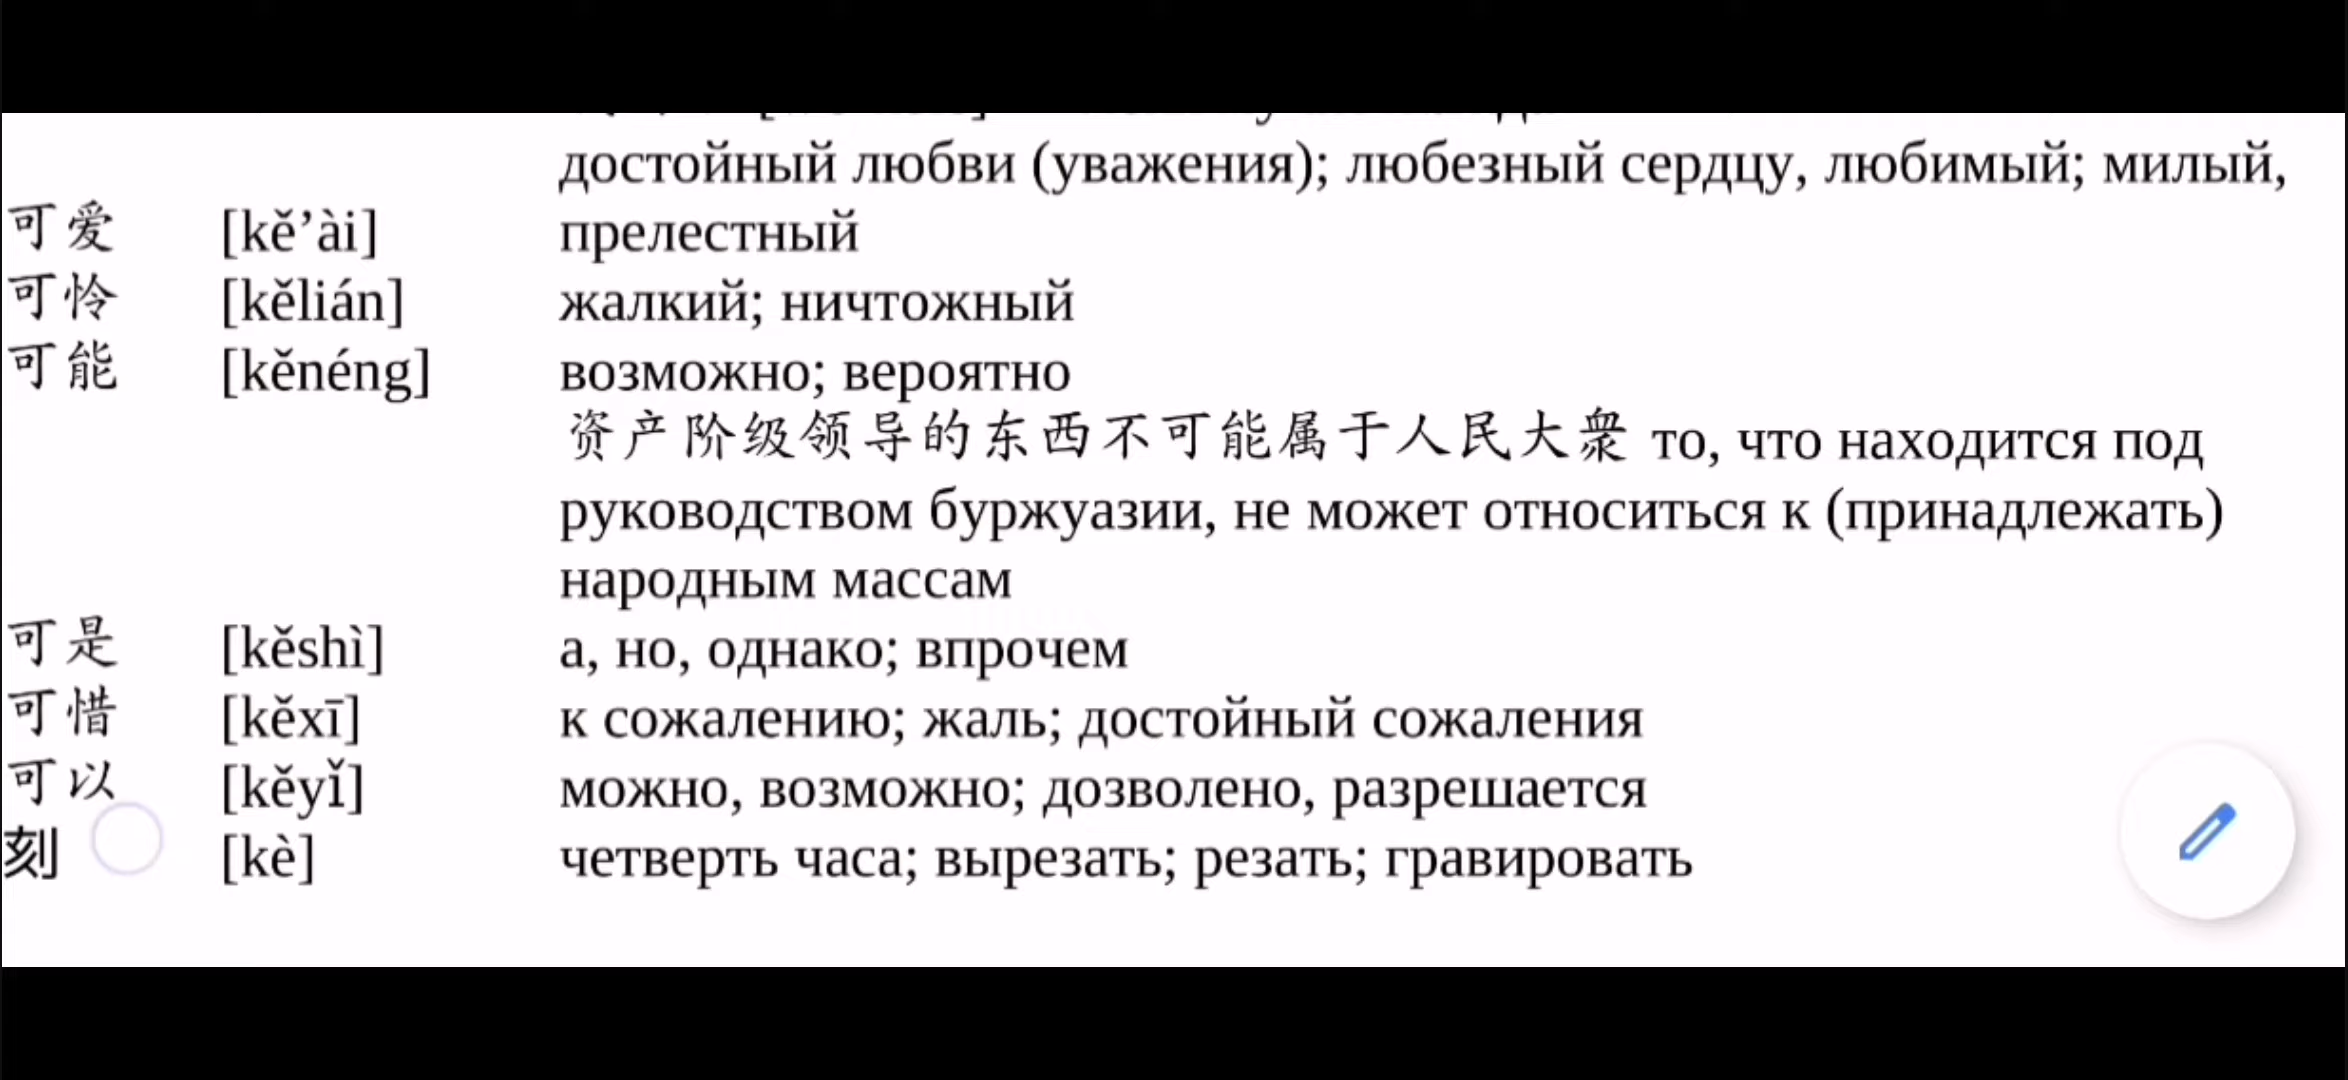 достойный любви (уважения); любезный сердцу, любимый; милый,
可爱 [kě’ài] прелестный
可怜 [kělián] жалкий; ничтожный
可能 [kěnéng] возможно; вероятно
资产阶级领导的东西不可能属于人民大衆 то, что находится под
руководством буржуазии, не может относиться к (принадлежать)
народным массам
可是 [kěshì] а, но, однако; впрочем
可惜 [kěxī] к сожалению; жаль; достойный сожаления
可以 [kěyǐ] можно, возможно; дозволено, разрешается
刻 [kè] четверть часа; вырезать; резать; гравировать